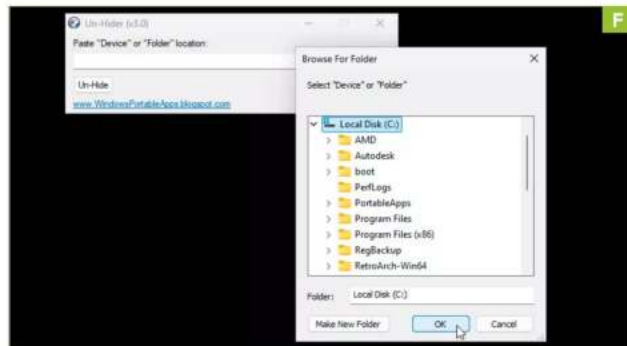 F
Un-Hider (v3.0)
Paste "Device" or "Folder" location:
Un-Hide
www.WindowsPortableApps.blogspot.com
Browse For Folder
Select "Device" or "Folder"
Local Disk (C:)
AMD
Autodesk
boot
PerfLogs
PortableApps
Program Files
Program Files (x86)
RegBackup
RetroArch-Win64
Folder: Local Disk (C:)
Make New Folder OK Cancel